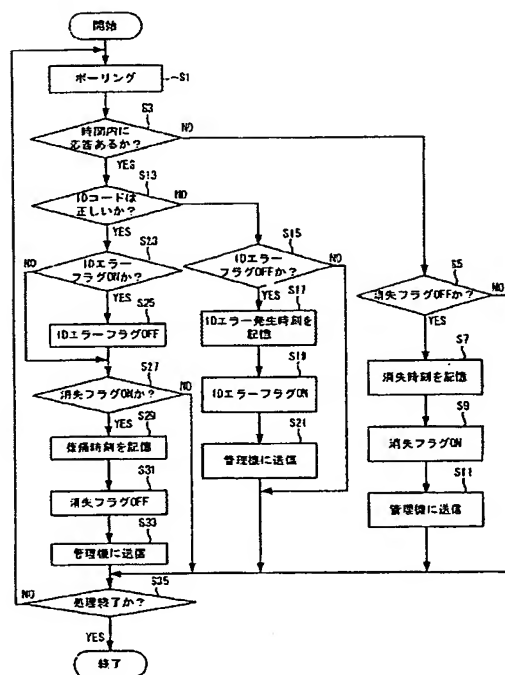 開始
ポーリング
~S1
S3
時間内に
応答あるか?
NO
YES
S13
IDコードは
正しいか?
NO
YES
S23
IDエラー
フラグONか?
NO
YES
S25
IDエラーフラグOFF
S27
消失フラグONか?
NO
YES
S29
復帰時刻を記憶
S31
消失フラグOFF
S33
管理機に送信
S35
処理終了か?
NO
YES
終了
S15
IDエラー
フラグOFFか?
NO
YES
S17
IDエラー発生時刻を
記憶
S19
IDエラーフラグON
S21
管理機に送信
S5
消失フラグOFFか?
NO
YES
S7
消失時刻を記憶
S9
消失フラグON
S11
管理機に送信